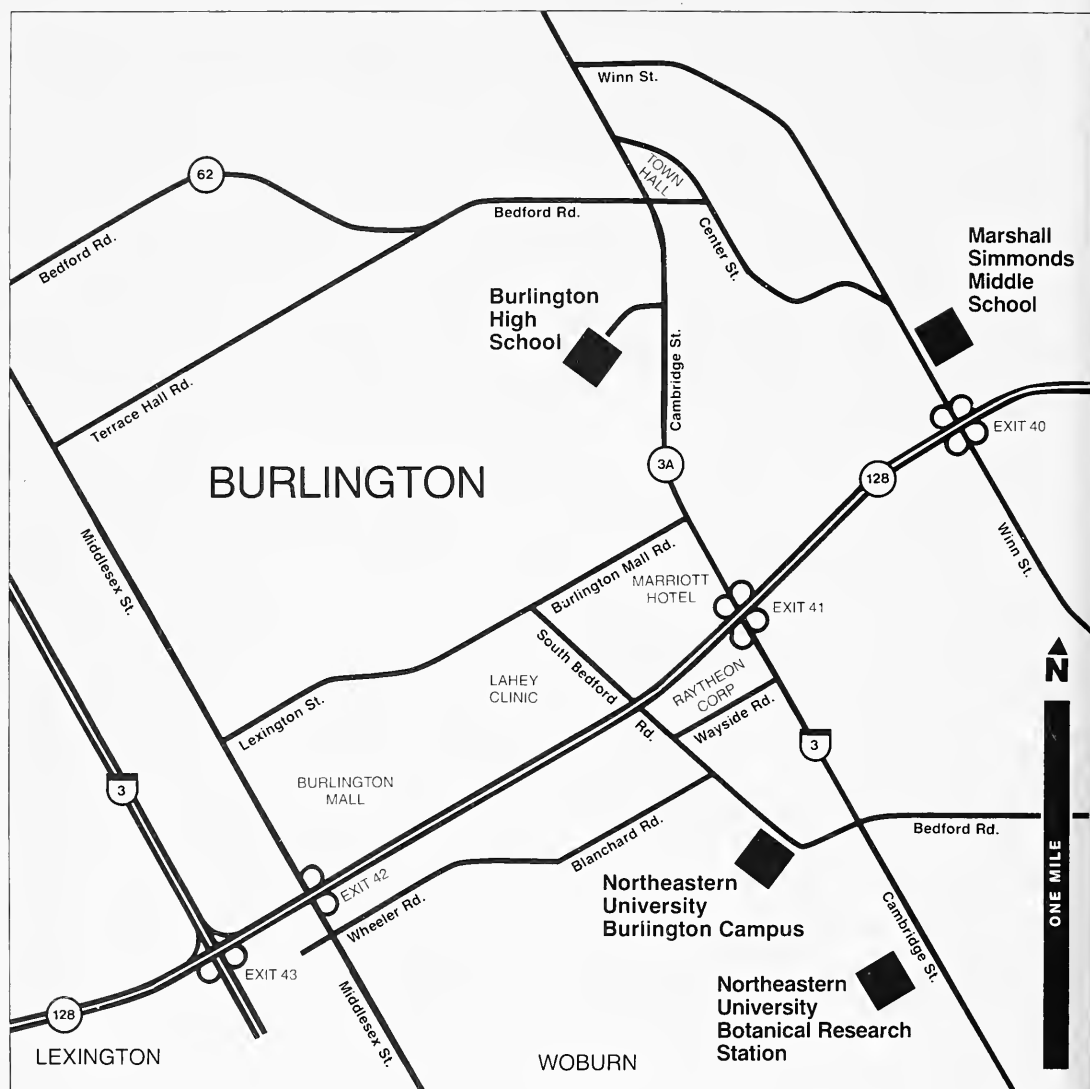 Winn St.
TOWN
HALL
62
Bedford Rd.
Bedford Rd.
Center St.
Marshall
Simmonds
Middle
School
Burlington
High
School
Cambridge St.
Terrace Hall Rd.
EXIT 40
3A
128
BURLINGTON
Winn St.
Middlesex St.
Burlington Mall Rd.
MARRIOTT
HOTEL
EXIT 41
South Bedford
Rd.
LAHEY
CLINIC
RAYTHEON
CORP
Wayside Rd.
N
Lexington St.
3
3
BURLINGTON
MALL
Blanchard Rd.
Bedford Rd.
EXIT 42
Wheeler Rd.
Northeastern
University
Burlington Campus
Cambridge St.
ONE MILE
EXIT 43
Middlesex St.
Northeastern
University
Botanical Research
Station
128
LEXINGTON
WOBURN